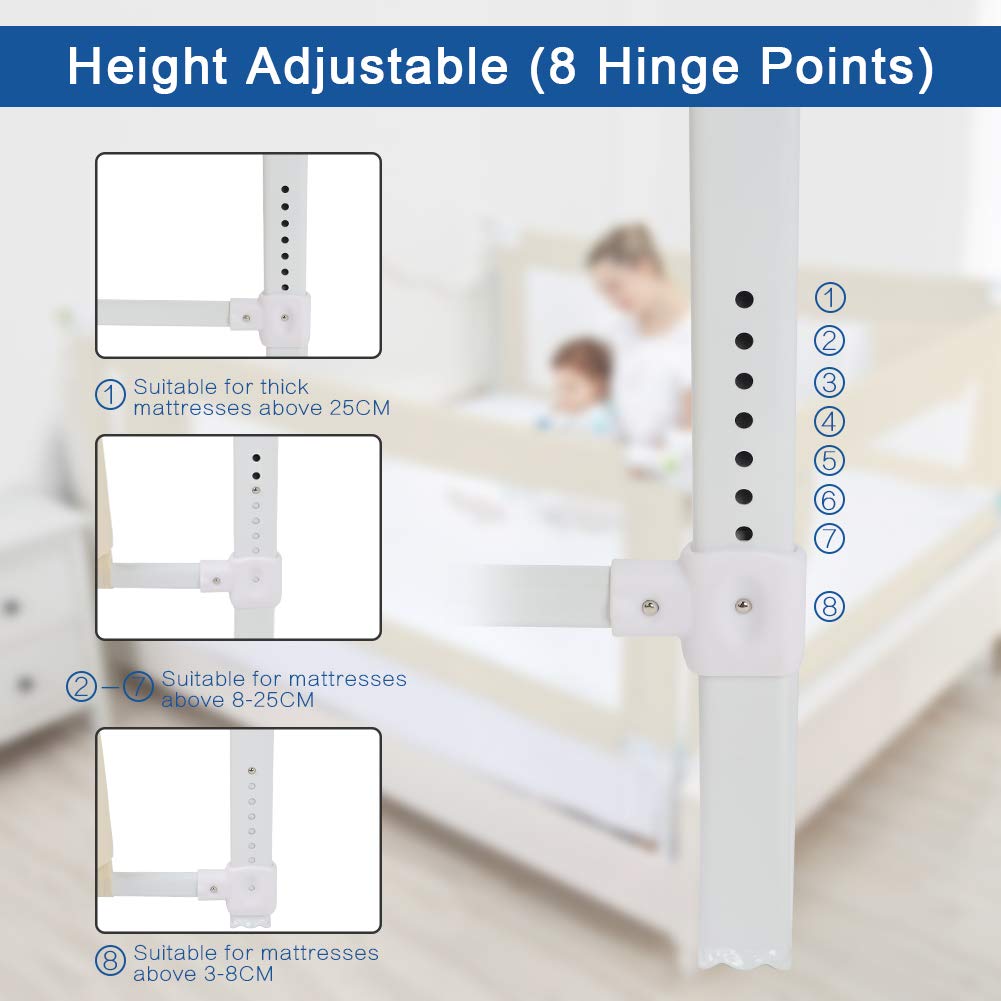 Height Adjustable (8 Hinge Points)
① Suitable for thick
mattresses above 25CM
②–⑦ Suitable for mattresses
above 8-25CM
⑧ Suitable for mattresses
above 3-8CM
①
②
③
④
⑤
⑥
⑦
⑧